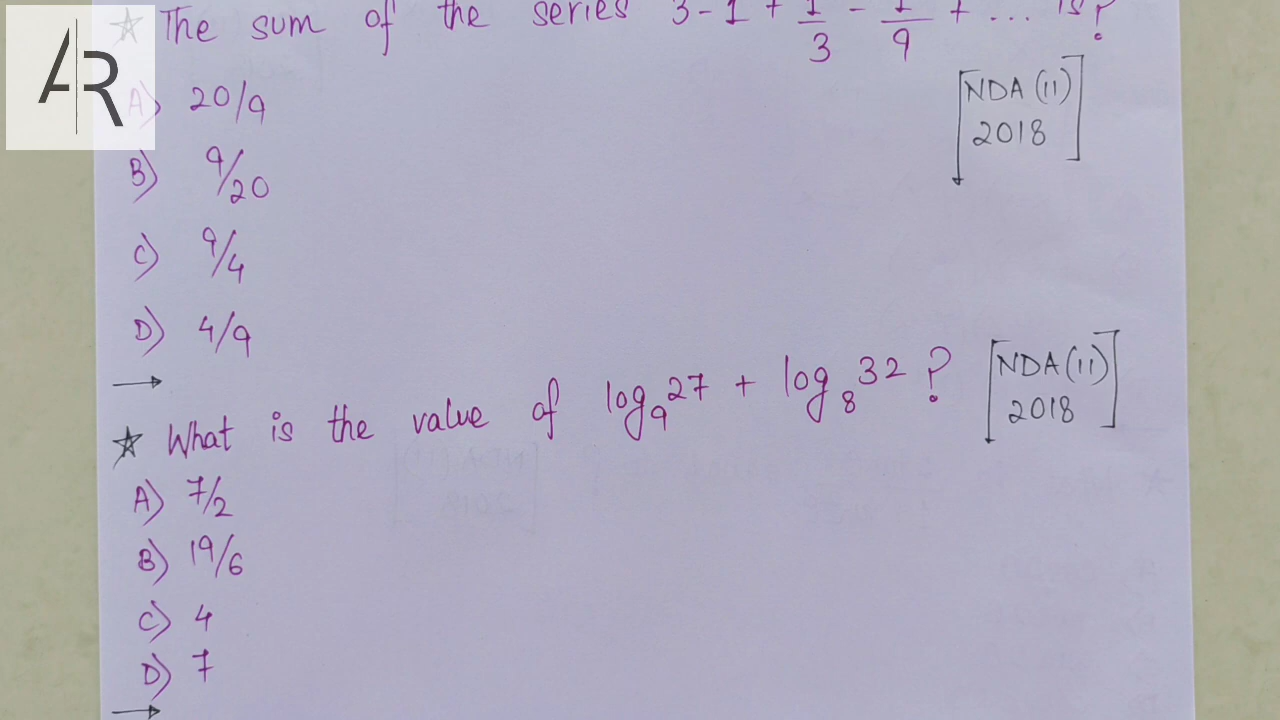 AR
☆ The sum of the series 3 - 1 + 1/3 - 1/9 + ... is?
[NDA (11)
2018]
A) 20/9
B) 9/20
C) 9/4
D) 4/9
→
☆ What is the value of log₉27 + log₈32 ? [NDA (11)
2018]
A) 7/2
B) 19/6
C) 4
D) 7
→